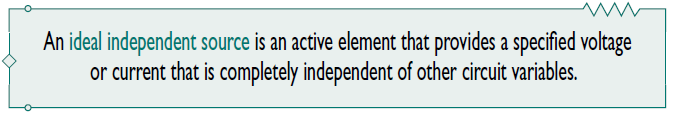 An ideal independent source is an active element that provides a specified voltage
or current that is completely independent of other circuit variables.